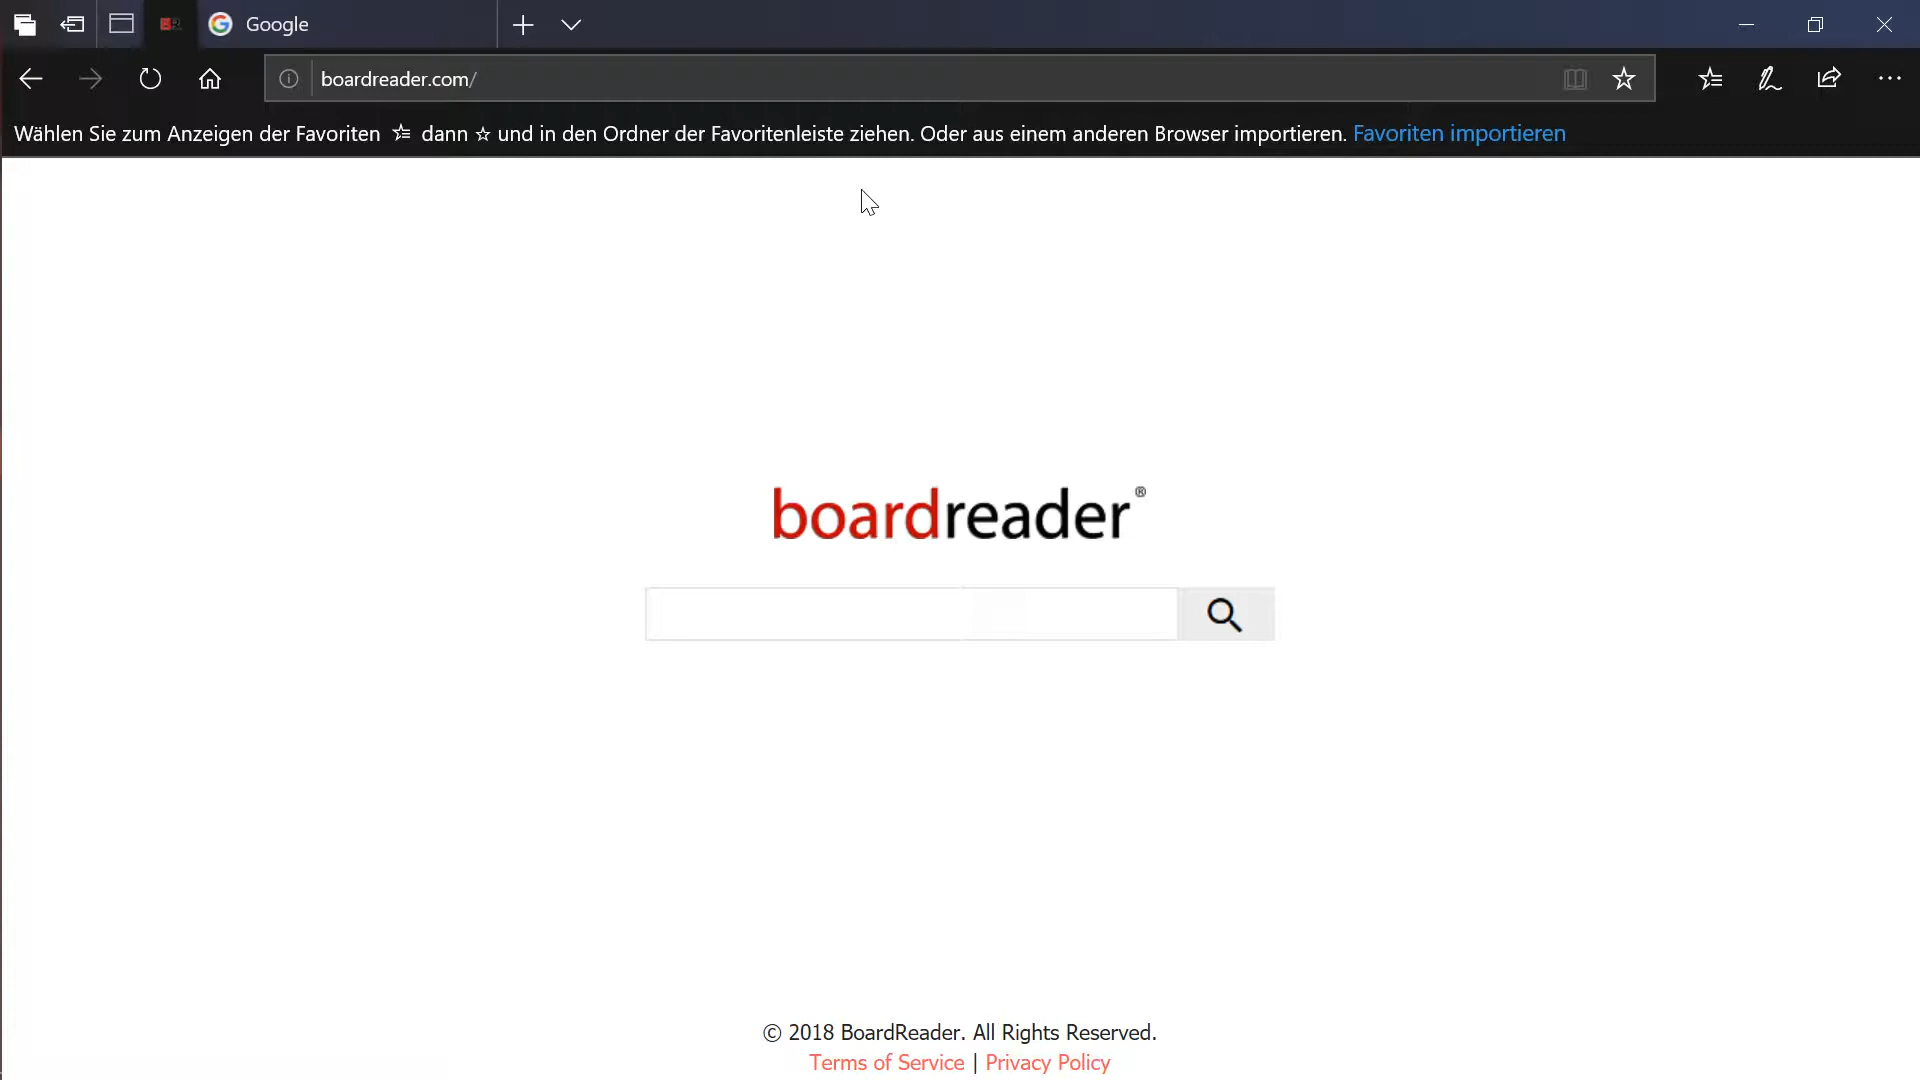 Google
boardreader.com/
Wählen Sie zum Anzeigen der Favoriten dann und in den Ordner der Favoritenleiste ziehen. Oder aus einem anderen Browser importieren. Favoriten importieren
boardreader®
© 2018 BoardReader. All Rights Reserved.
Terms of Service | Privacy Policy